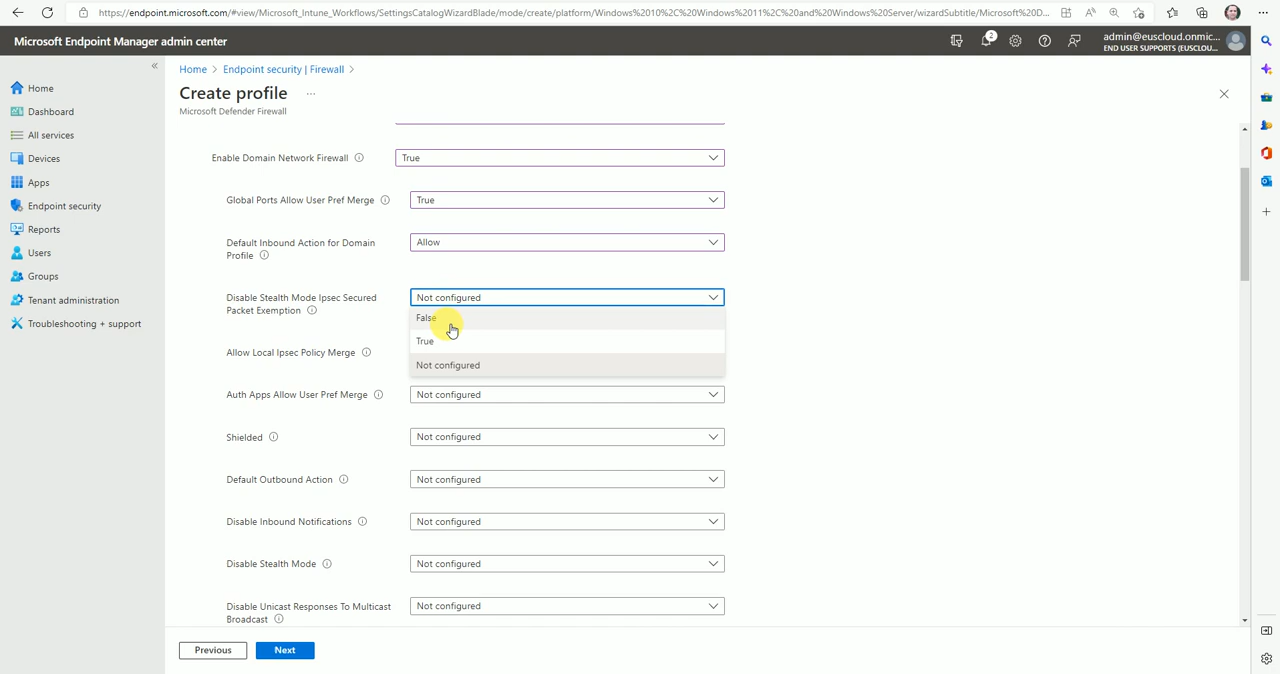 https://endpoint.microsoft.com/#view/Microsoft_Intune_Workflows/SettingsCatalogWizardBlade/mode/create/platform/Windows%2010%2C%20Windows%2011%2C%20and%20Windows%20Server/wizardSubtitle/Microsoft%20D...
Microsoft Endpoint Manager admin center
2
admin@euscloud.onmic...
END USER SUPPORTS (EUSCLOU...
«
Home
Dashboard
All services
Devices
Apps
Endpoint security
Reports
Users
Groups
Tenant administration
Troubleshooting + support
Home > Endpoint security | Firewall >
Create profile ...
Microsoft Defender Firewall
Enable Domain Network Firewall True
Global Ports Allow User Pref Merge True
Default Inbound Action for Domain Profile Allow
Disable Stealth Mode Ipsec Secured Packet Exemption Not configured
False
True
Not configured
Allow Local Ipsec Policy Merge
Auth Apps Allow User Pref Merge Not configured
Shielded Not configured
Default Outbound Action Not configured
Disable Inbound Notifications Not configured
Disable Stealth Mode Not configured
Disable Unicast Responses To Multicast Broadcast Not configured
Previous Next